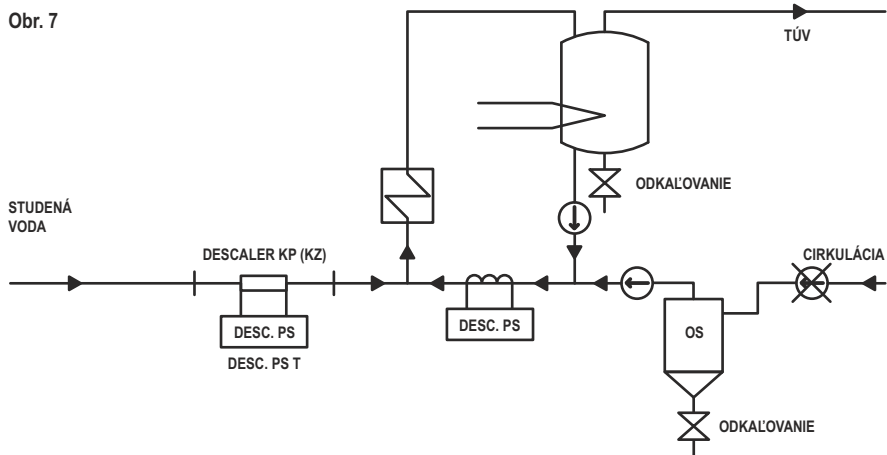 Obr. 7
TÚV
ODKAĽOVANIE
STUDENÁ
VODA
DESCALER KP (KZ)
CIRKULÁCIA
DESC. PS
DESC. PS T
DESC. PS
OS
ODKAĽOVANIE